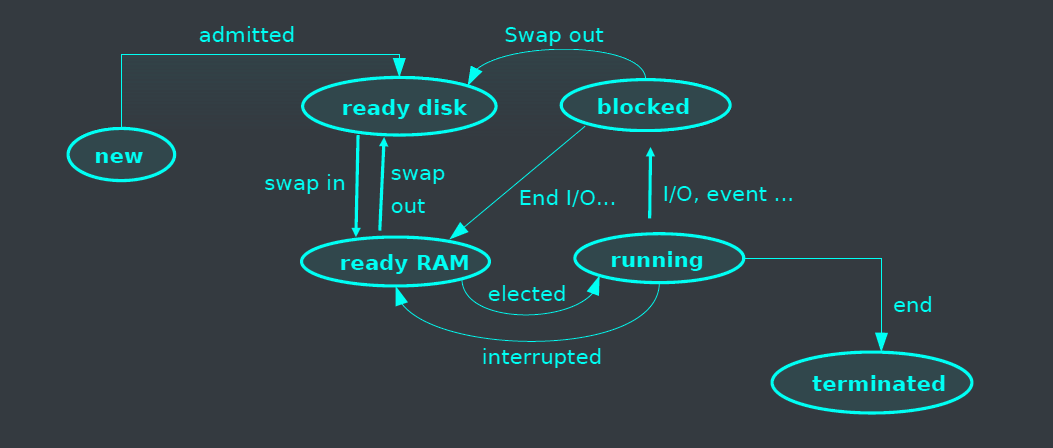 admitted
Swap out
ready disk
blocked
new
swap in
swap
out
End I/O...
I/O, event ...
ready RAM
running
elected
interrupted
end
terminated